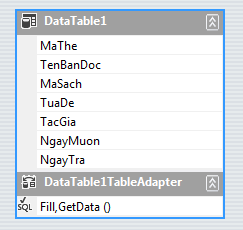 DataTable1
MaThe
TenBanDoc
MaSach
TuaDe
TacGia
NgayMuon
NgayTra
DataTable1TableAdapter
SQL Fill,GetData ()